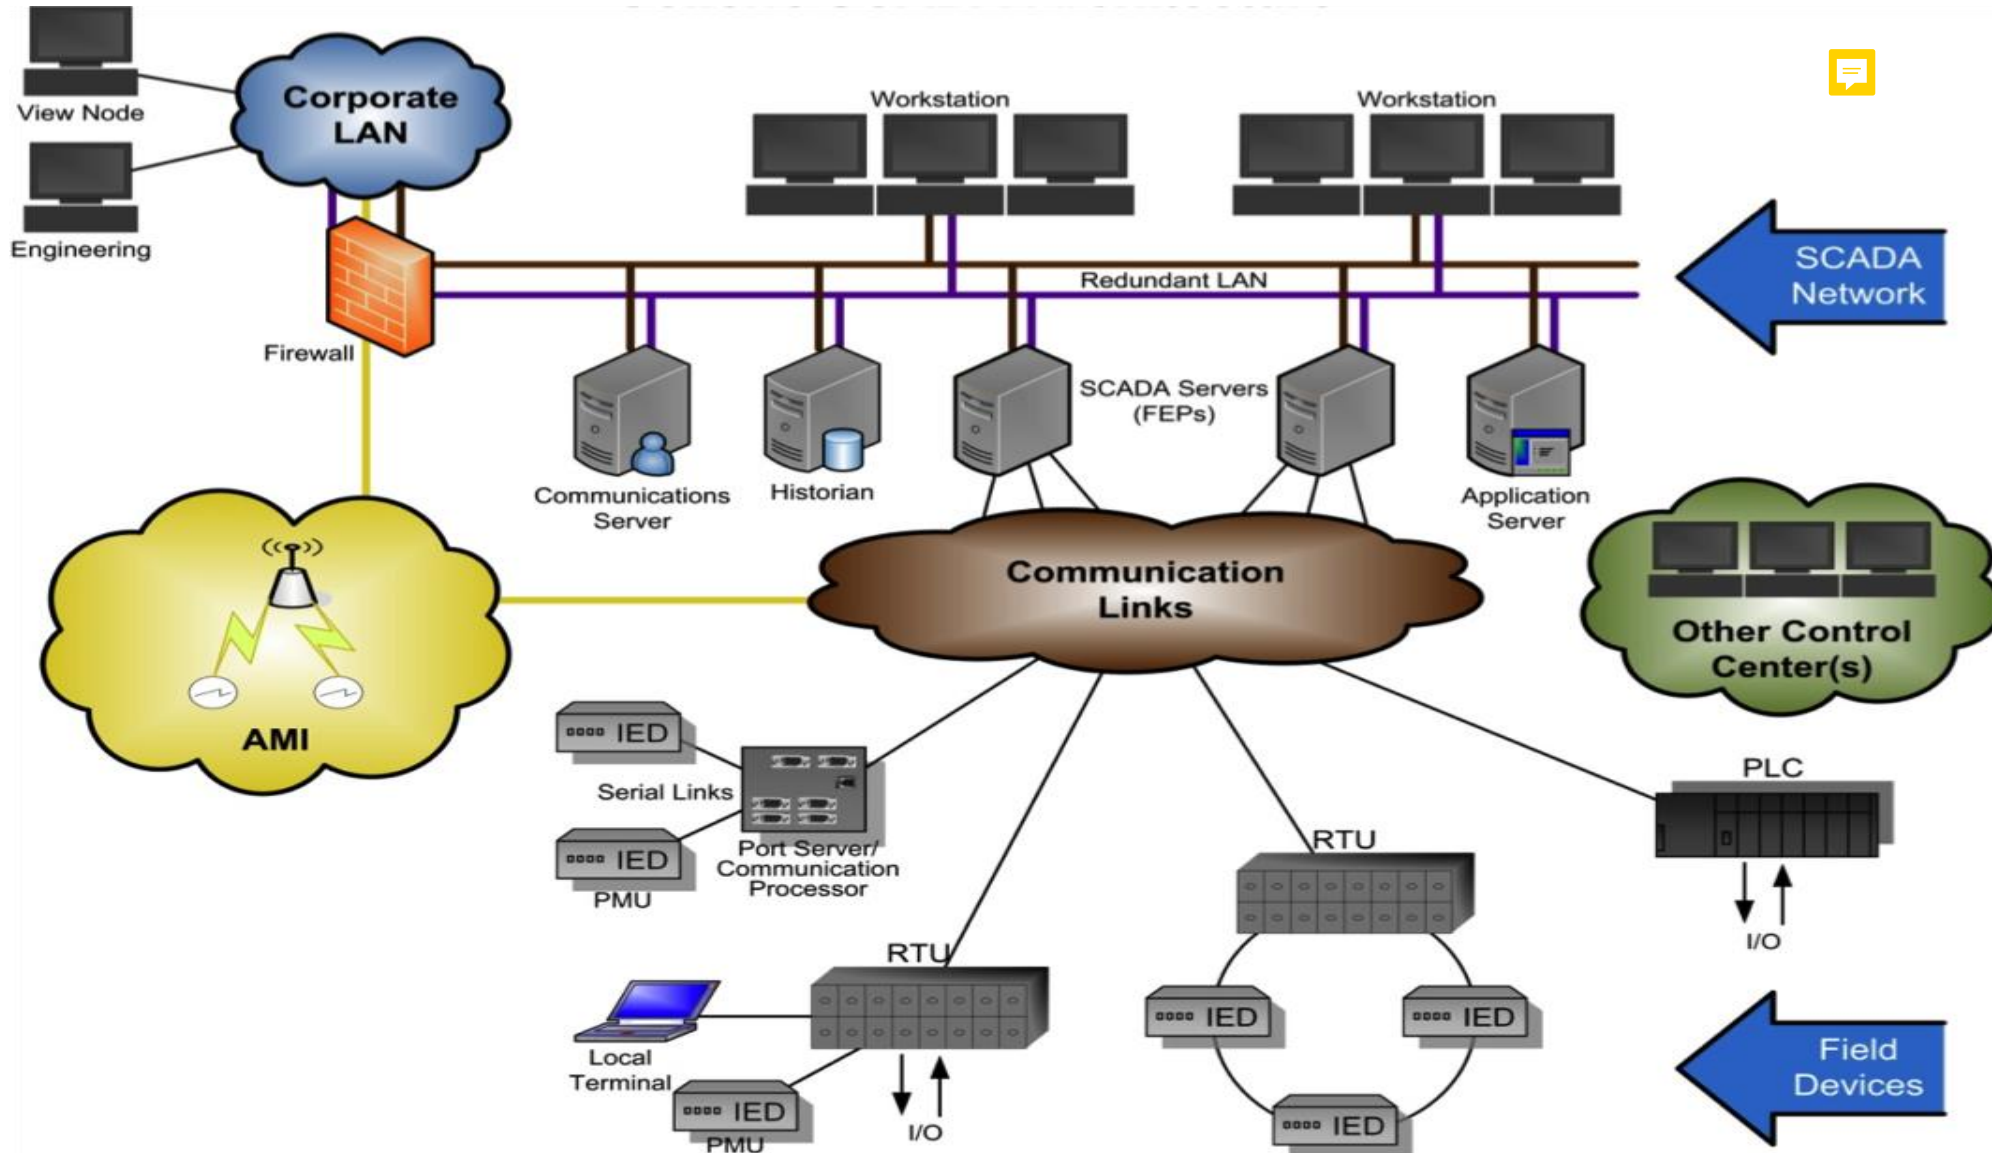 View Node
Engineering
Corporate
LAN
Workstation
Workstation
Redundant LAN
Firewall
SCADA
Network
SCADA Servers
(FEPs)
Communications
Server
Historian
Application
Server
Communication
Links
Other Control
Center(s)
AMI
IED
Serial Links
IED
PMU
Port Server/
Communication
Processor
PLC
I/O
RTU
RTU
Local
Terminal
IED
PMU
I/O
IED
IED
IED
Field
Devices